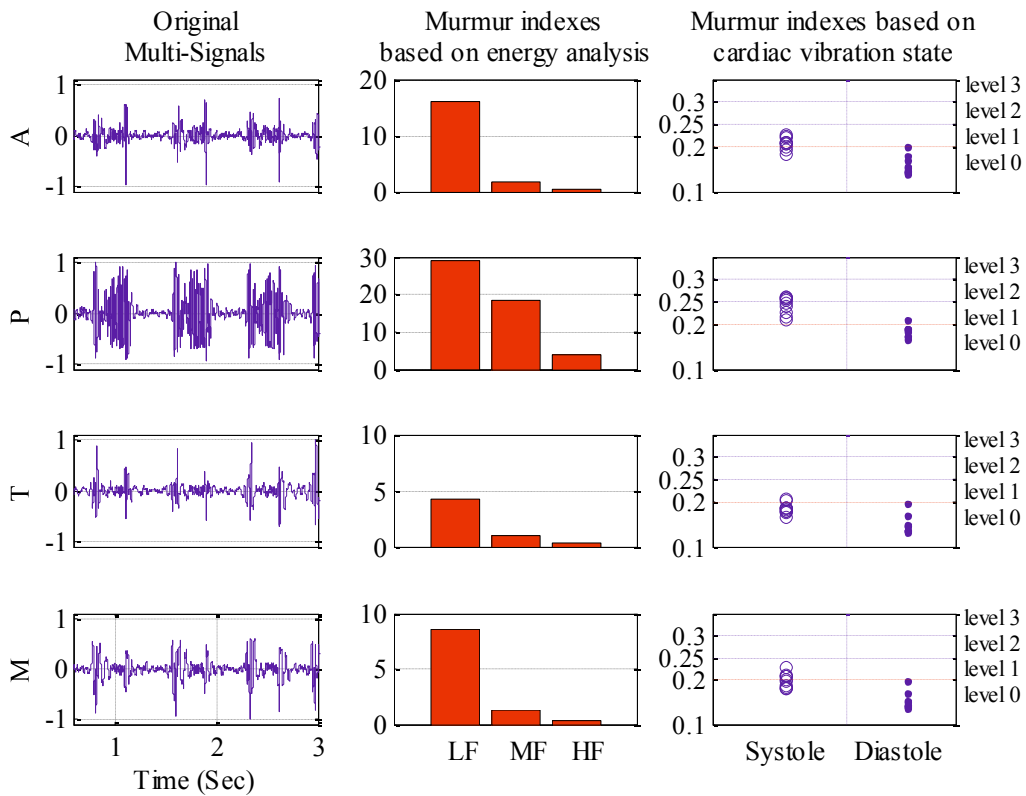 Original
Multi-Signals
Murmur indexes
based on energy analysis
Murmur indexes based on
cardiac vibration state
A
1
0
-1
20
10
0
0.3
0.25
0.2
0.1
level 3
level 2
level 1
level 0
P
1
0
-1
30
20
10
0
0.3
0.25
0.2
0.1
level 3
level 2
level 1
level 0
T
1
0
-1
10
5
0
0.3
0.25
0.2
0.1
level 3
level 2
level 1
level 0
M
1
0
-1
10
5
0
0.3
0.25
0.2
0.1
level 3
level 2
level 1
level 0
1 2 3
Time (Sec)
LF MF HF
Systole Diastole